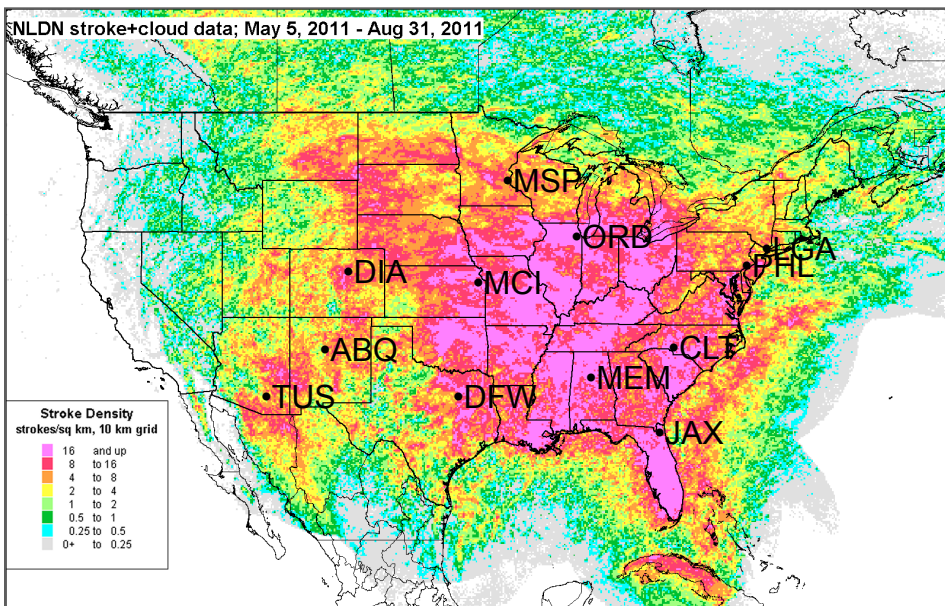 NLDN stroke+cloud data; May 5, 2011 - Aug 31, 2011
MSP
ORD
LGA
PHL
DIA
MCI
ABQ
CLT
MEM
TUS
DFW
JAX
Stroke Density
strokes/sq km, 10 km grid
16 and up
8 to 16
4 to 8
2 to 4
1 to 2
0.5 to 1
0.25 to 0.5
0+ to 0.25